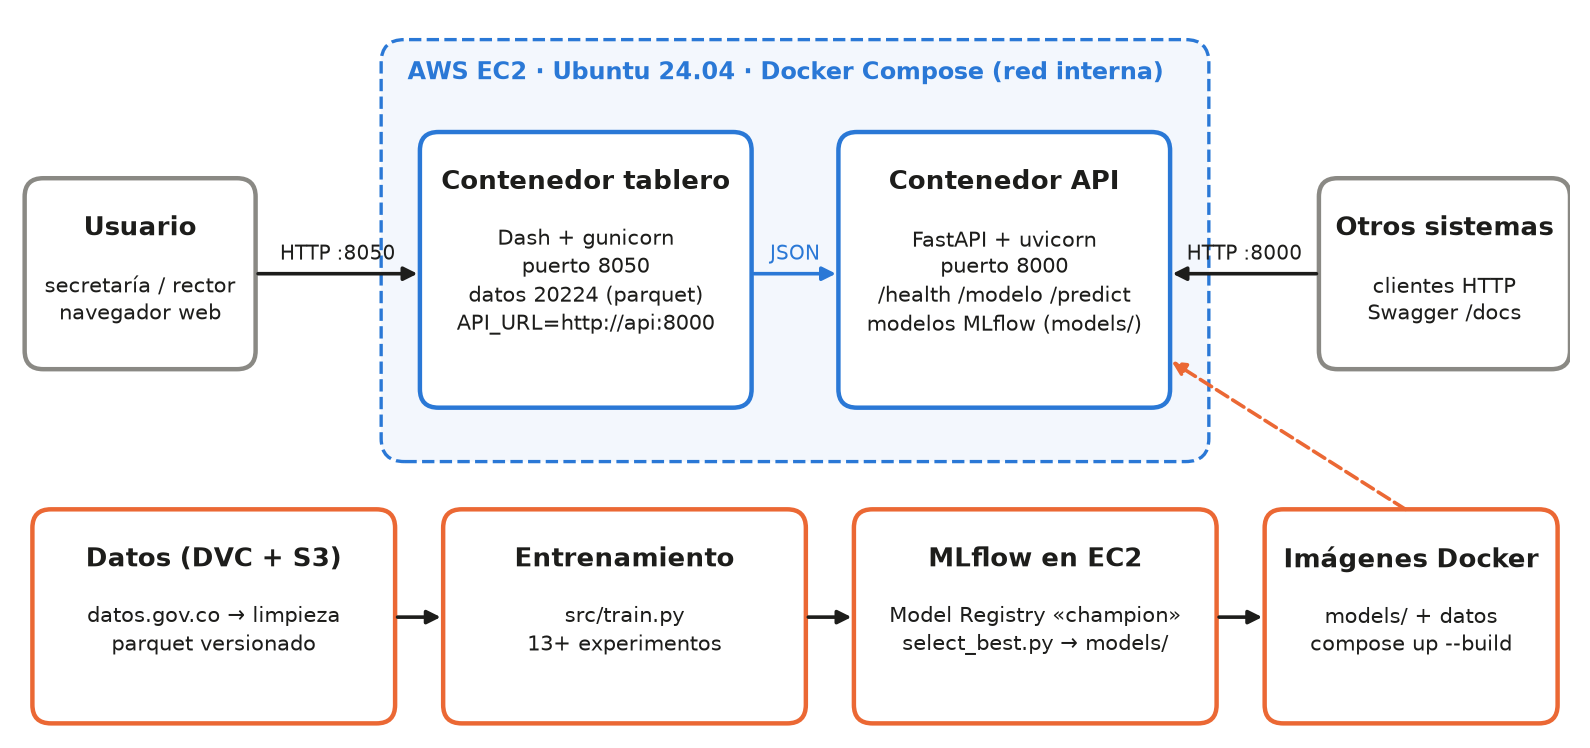 AWS EC2 · Ubuntu 24.04 · Docker Compose (red interna)
Usuario
secretaría / rector
navegador web
HTTP :8050
Contenedor tablero
Dash + gunicorn
puerto 8050
datos 20224 (parquet)
API_URL=http://api:8000
JSON
Contenedor API
FastAPI + uvicorn
puerto 8000
/health /modelo /predict
modelos MLflow (models/)
HTTP :8000
Otros sistemas
clientes HTTP
Swagger /docs
Datos (DVC + S3)
datos.gov.co → limpieza
parquet versionado
Entrenamiento
src/train.py
13+ experimentos
MLflow en EC2
Model Registry «champion»
select_best.py → models/
Imágenes Docker
models/ + datos
compose up --build